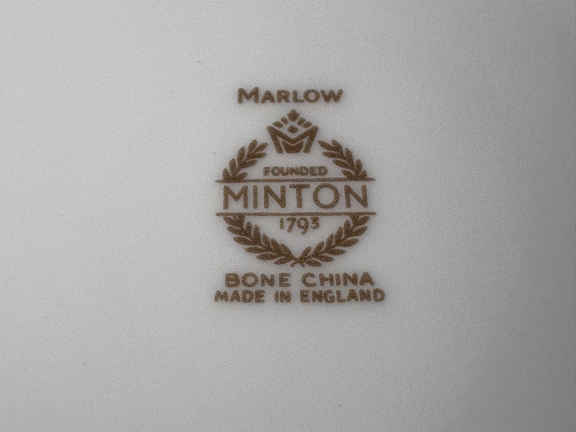 MARLOW
FOUNDED
MINTON
1793
BONE CHINA
MADE IN ENGLAND